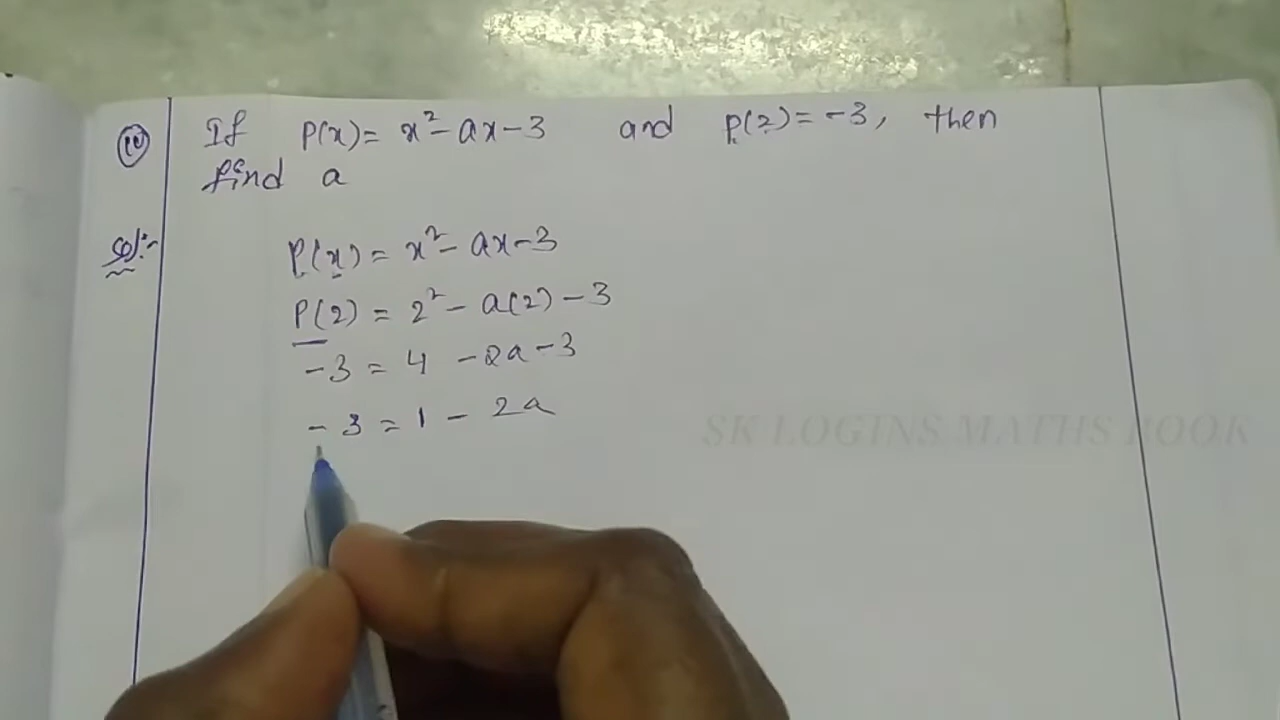 If P(x) = x² - ax - 3 and P(2) = -3, then
find a
Sol:-
P(x) = x² - ax - 3
P(2) = 2² - a(2) - 3
-3 = 4 - 2a - 3
-3 = 1 - 2a
SK LOGINS MATHS BOOK